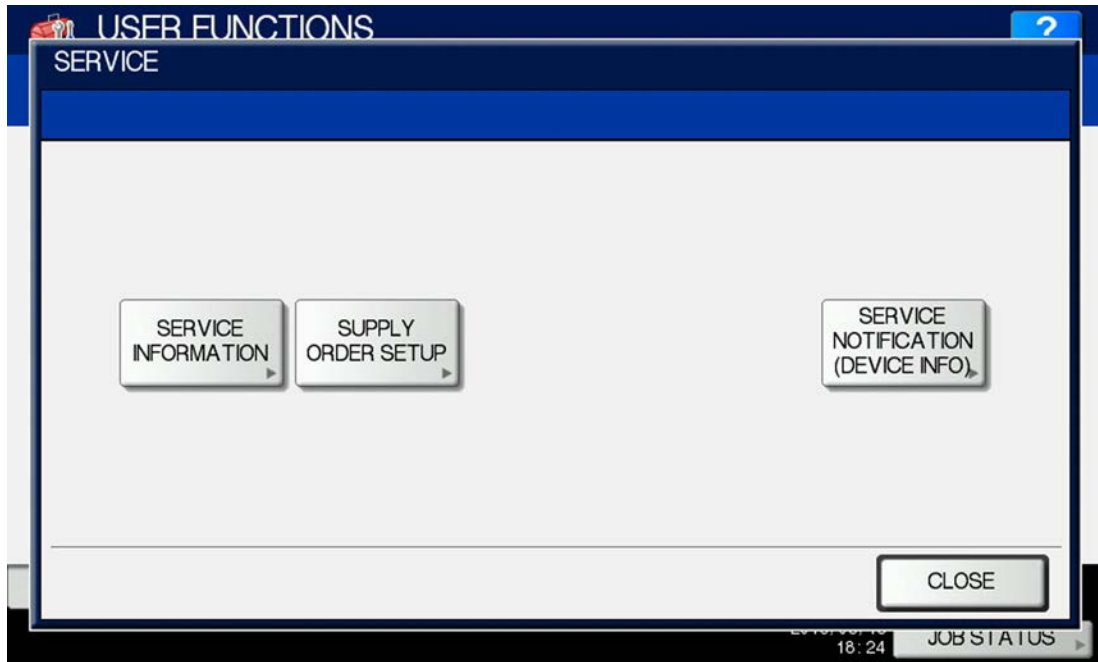 USER FUNCTIONS
?
SERVICE
SERVICE
INFORMATION
SUPPLY
ORDER SETUP
SERVICE
NOTIFICATION
(DEVICE INFO)
CLOSE
18:24
JOB STATUS